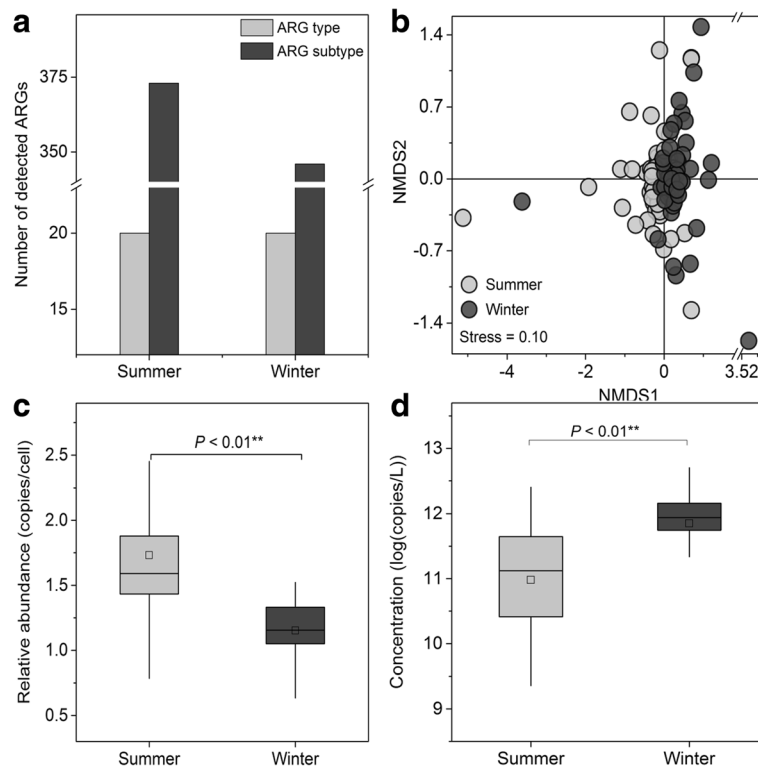 a
ARG type
ARG subtype
Number of detected ARGs
375
350
20
15
Summer
Winter
b
NMDS2
1.4
0.7
0.0
-0.7
-1.4
Summer
Winter
Stress = 0.10
-4
-2
0
3.52
NMDS1
c
Relative abundance (copies/cell)
2.5
2.0
1.5
1.0
0.5
P < 0.01**
Summer
Winter
d
Concentration (log(copies/L))
13
12
11
10
9
P < 0.01**
Summer
Winter